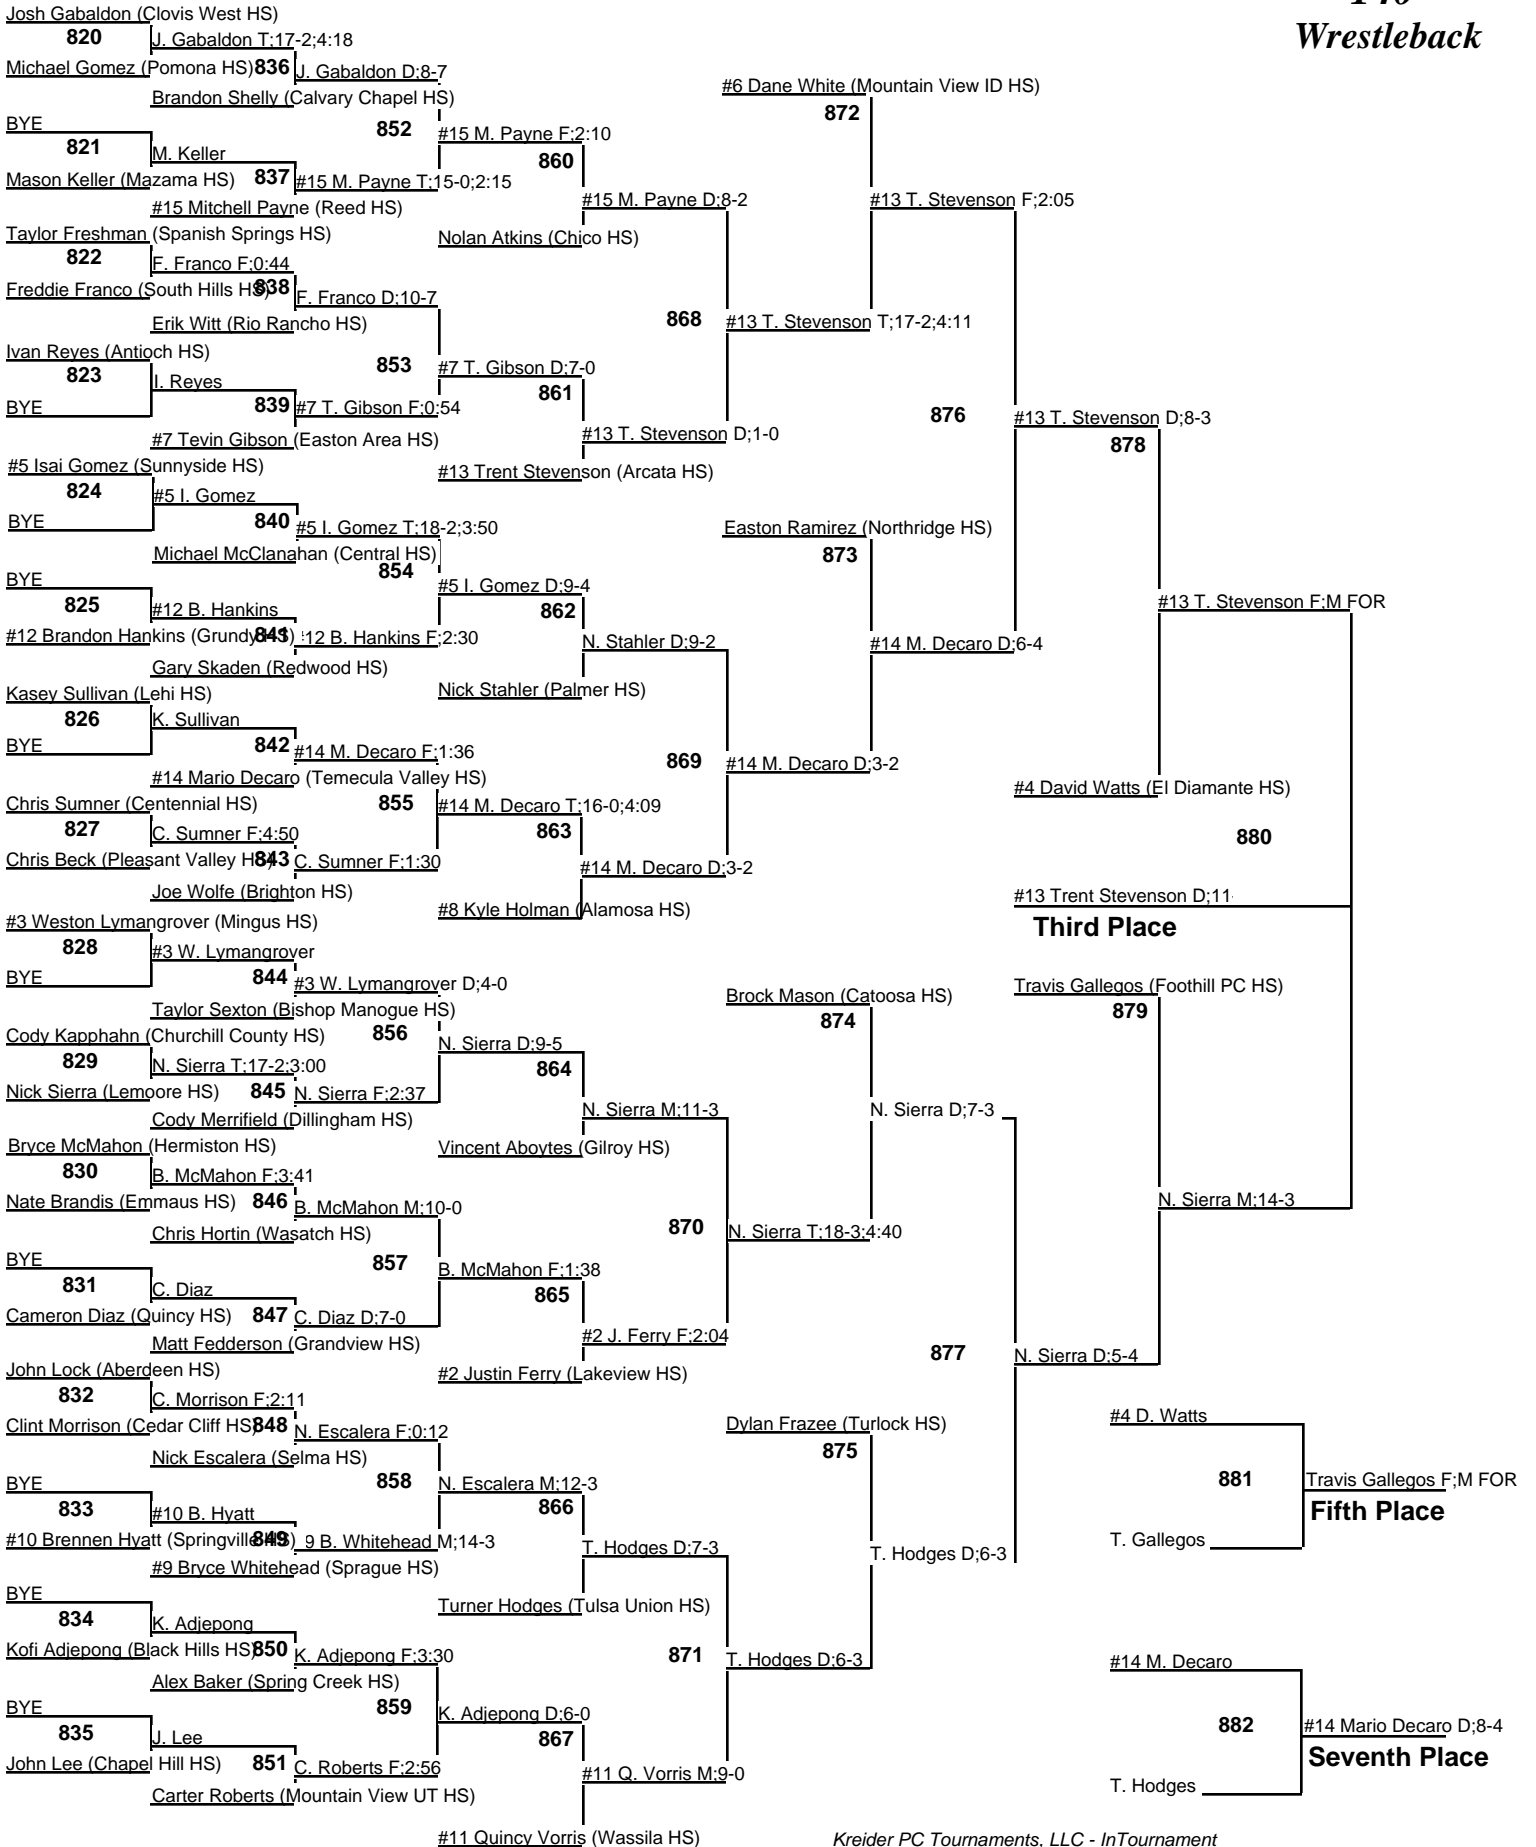 Wrestleback
Josh Gabaldon (Clovis West HS)
820
J. Gabaldon T;17-2;4:18
Michael Gomez (Pomona HS)
836
J. Gabaldon D;8-7
Brandon Shelly (Calvary Chapel HS)
852
BYE
821
M. Keller
Mason Keller (Mazama HS)
837
#15 M. Payne T;15-0;2:15
#15 Mitchell Payne (Reed HS)
#15 M. Payne F;2:10
860
Taylor Freshman (Spanish Springs HS)
822
F. Franco F;0:44
Freddie Franco (South Hills HS)
838
F. Franco D;10-7
Erik Witt (Rio Rancho HS)
853
Ivan Reyes (Antioch HS)
823
I. Reyes
BYE
839
#7 T. Gibson F;0:54
#7 Tevin Gibson (Easton Area HS)
#7 T. Gibson D;7-0
861
#5 Isai Gomez (Sunnyside HS)
824
#5 I. Gomez
BYE
840
#5 I. Gomez T;18-2;3:50
Michael McClanahan (Central HS)
854
BYE
825
#12 B. Hankins
#12 Brandon Hankins (Grundy HS)
841
#12 B. Hankins F;2:30
Gary Skaden (Redwood HS)
#5 I. Gomez D;9-4
862
Kasey Sullivan (Lehi HS)
826
K. Sullivan
BYE
842
#14 M. Decaro F;1:36
#14 Mario Decaro (Temecula Valley HS)
855
Chris Sumner (Centennial HS)
827
C. Sumner F;4:50
Chris Beck (Pleasant Valley HS)
843
C. Sumner F;1:30
Joe Wolfe (Brighton HS)
#14 M. Decaro T;16-0;4:09
863
#3 Weston Lymangrover (Mingus HS)
828
#3 W. Lymangrover
BYE
844
#3 W. Lymangrover D;4-0
Taylor Sexton (Bishop Manogue HS)
856
Cody Kapphahn (Churchill County HS)
829
N. Sierra T;17-2;3:00
Nick Sierra (Lemoore HS)
845
N. Sierra F;2:37
Cody Merrifield (Dillingham HS)
N. Sierra D;9-5
864
Bryce McMahon (Hermiston HS)
830
B. McMahon F;3:41
Nate Brandis (Emmaus HS)
846
B. McMahon M;10-0
Chris Hortin (Wasatch HS)
857
BYE
831
C. Diaz
Cameron Diaz (Quincy HS)
847
C. Diaz D;7-0
Matt Fedderson (Grandview HS)
B. McMahon F;1:38
865
John Lock (Aberdeen HS)
832
C. Morrison F;2:11
Clint Morrison (Cedar Cliff HS)
848
N. Escalera F;0:12
Nick Escalera (Selma HS)
858
BYE
833
#10 B. Hyatt
#10 Brennen Hyatt (Springville HS)
849
9 B. Whitehead M;14-3
#9 Bryce Whitehead (Sprague HS)
N. Escalera M;12-3
866
BYE
834
K. Adjepong
Kofi Adjepong (Black Hills HS)
850
K. Adjepong F;3:30
Alex Baker (Spring Creek HS)
859
BYE
835
J. Lee
John Lee (Chapel Hill HS)
851
C. Roberts F;2:56
Carter Roberts (Mountain View UT HS)
K. Adjepong D;6-0
867
#15 M. Payne D;8-2
Nolan Atkins (Chico HS)
868
#13 T. Stevenson D;1-0
#13 Trent Stevenson (Arcata HS)
N. Stahler D;9-2
Nick Stahler (Palmer HS)
869
#14 M. Decaro D;3-2
#8 Kyle Holman (Alamosa HS)
N. Sierra M;11-3
Vincent Aboytes (Gilroy HS)
870
#2 J. Ferry F;2:04
#2 Justin Ferry (Lakeview HS)
T. Hodges D;7-3
Turner Hodges (Tulsa Union HS)
871
#11 Q. Vorris M;9-0
#11 Quincy Vorris (Wassila HS)
#6 Dane White (Mountain View ID HS)
872
#13 T. Stevenson T;17-2;4:11
#13 T. Stevenson F;2:05
876
Easton Ramirez (Northridge HS)
873
#14 M. Decaro D;3-2
#14 M. Decaro D;6-4
Brock Mason (Catoosa HS)
874
N. Sierra T;18-3;4:40
N. Sierra D;7-3
877
Dylan Frazee (Turlock HS)
875
T. Hodges D;6-3
T. Hodges D;6-3
#13 T. Stevenson D;8-3
878
#4 David Watts (El Diamante HS)
#13 T. Stevenson F;M FOR
880
#13 Trent Stevenson D;11
Third Place
Travis Gallegos (Foothill PC HS)
879
N. Sierra D;5-4
N. Sierra M;14-3
#4 D. Watts
881
T. Gallegos
Travis Gallegos F;M FOR
Fifth Place
#14 M. Decaro
882
T. Hodges
#14 Mario Decaro D;8-4
Seventh Place
Kreider PC Tournaments, LLC - InTournament